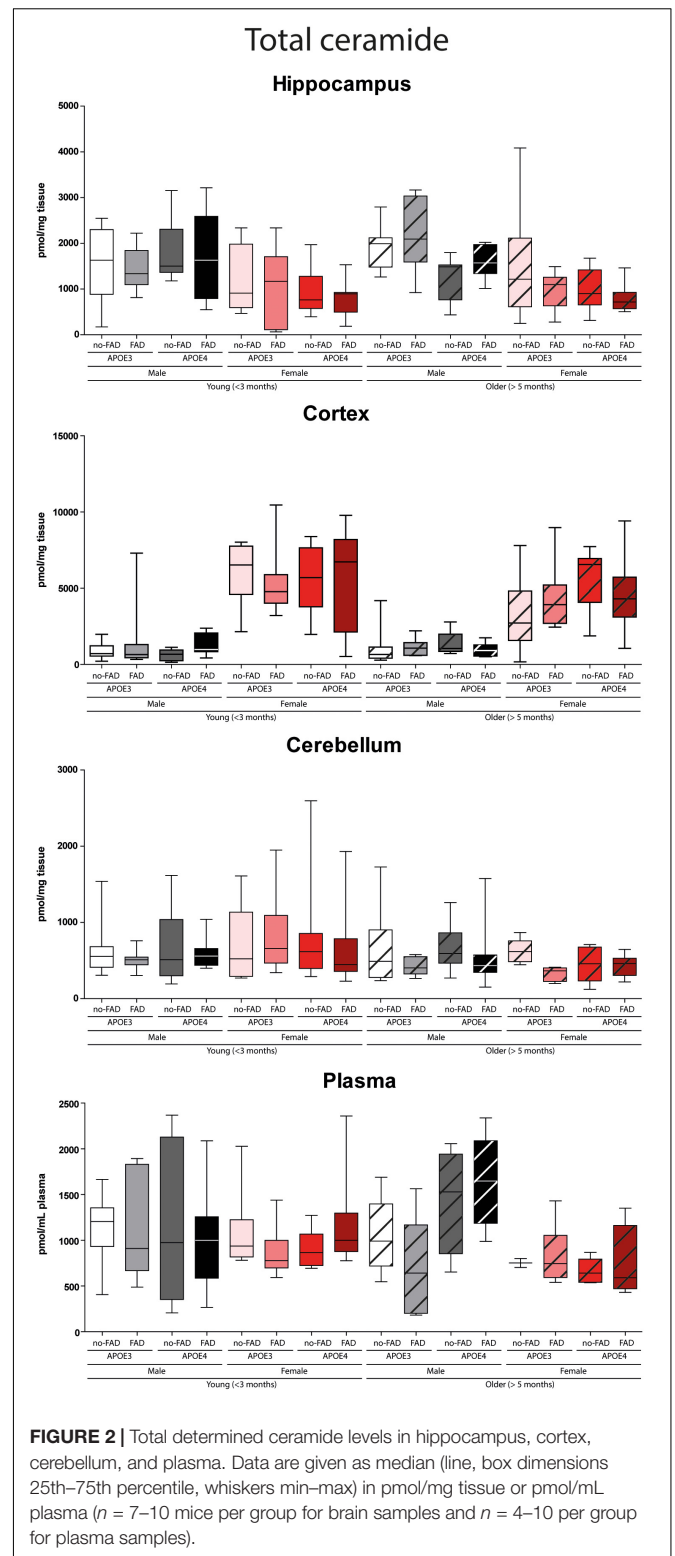 Total ceramide
Hippocampus
5000
4000
3000
2000
1000
0
pmol/mg tissue
no-FAD FAD no-FAD FAD no-FAD FAD no-FAD FAD no-FAD FAD no-FAD FAD no-FAD FAD no-FAD FAD
APOE3 APOE4 APOE3 APOE4 APOE3 APOE4 APOE3 APOE4
Male Female Male Female
Young (<3 months) Older (> 5 months)
Cortex
15000
10000
5000
0
pmol/mg tissue
no-FAD FAD no-FAD FAD no-FAD FAD no-FAD FAD no-FAD FAD no-FAD FAD no-FAD FAD no-FAD FAD
APOE3 APOE4 APOE3 APOE4 APOE3 APOE4 APOE3 APOE4
Male Female Male Female
Young (<3 months) Older (> 5 months)
Cerebellum
3000
2000
1000
0
pmol/mg tissue
no-FAD FAD no-FAD FAD no-FAD FAD no-FAD FAD no-FAD FAD no-FAD FAD no-FAD FAD no-FAD FAD
APOE3 APOE4 APOE3 APOE4 APOE3 APOE4 APOE3 APOE4
Male Female Male Female
Young (<3 months) Older (> 5 months)
Plasma
2500
2000
1500
1000
500
0
pmol/mL plasma
no-FAD FAD no-FAD FAD no-FAD FAD no-FAD FAD no-FAD FAD no-FAD FAD no-FAD FAD no-FAD FAD
APOE3 APOE4 APOE3 APOE4 APOE3 APOE4 APOE3 APOE4
Male Female Male Female
Young (<3 months) Older (> 5 months)
FIGURE 2 | Total determined ceramide levels in hippocampus, cortex,
cerebellum, and plasma. Data are given as median (line, box dimensions
25th–75th percentile, whiskers min–max) in pmol/mg tissue or pmol/mL
plasma (n = 7–10 mice per group for brain samples and n = 4–10 per group
for plasma samples).